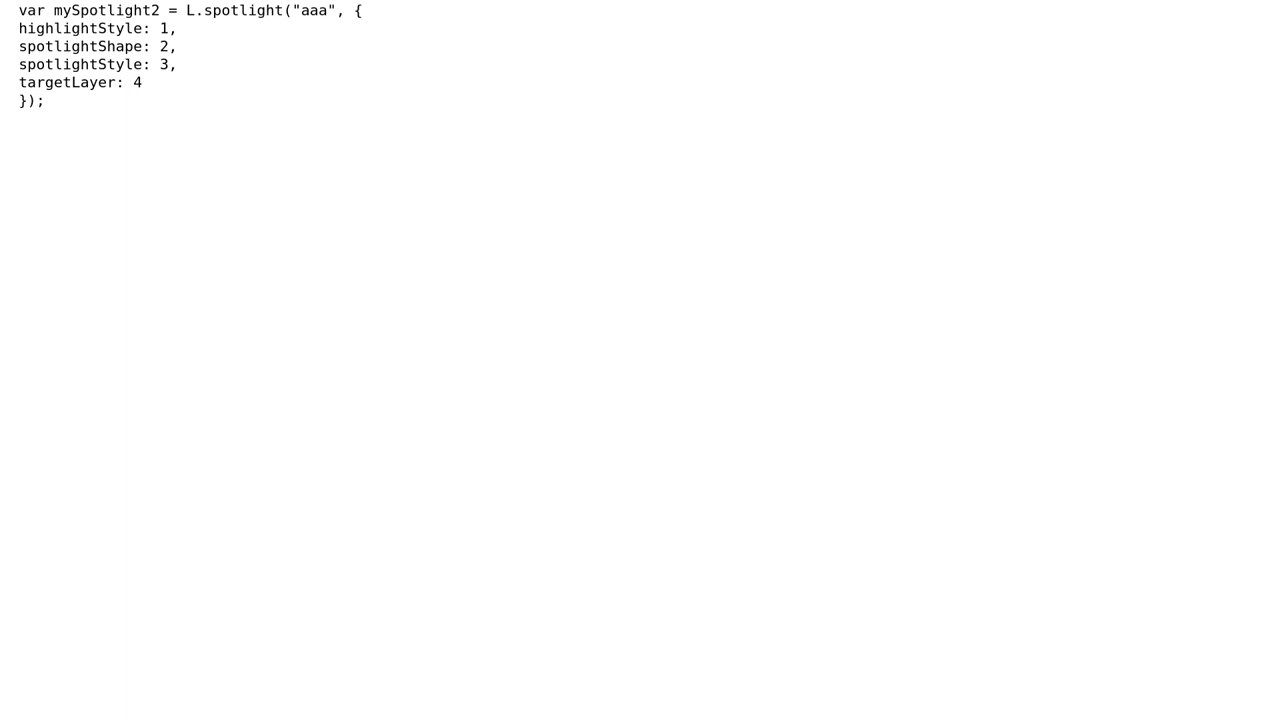 var mySpotlight2 = L.spotlight("aaa", {
highlightStyle: 1,
spotlightShape: 2,
spotlightStyle: 3,
targetLayer: 4
});